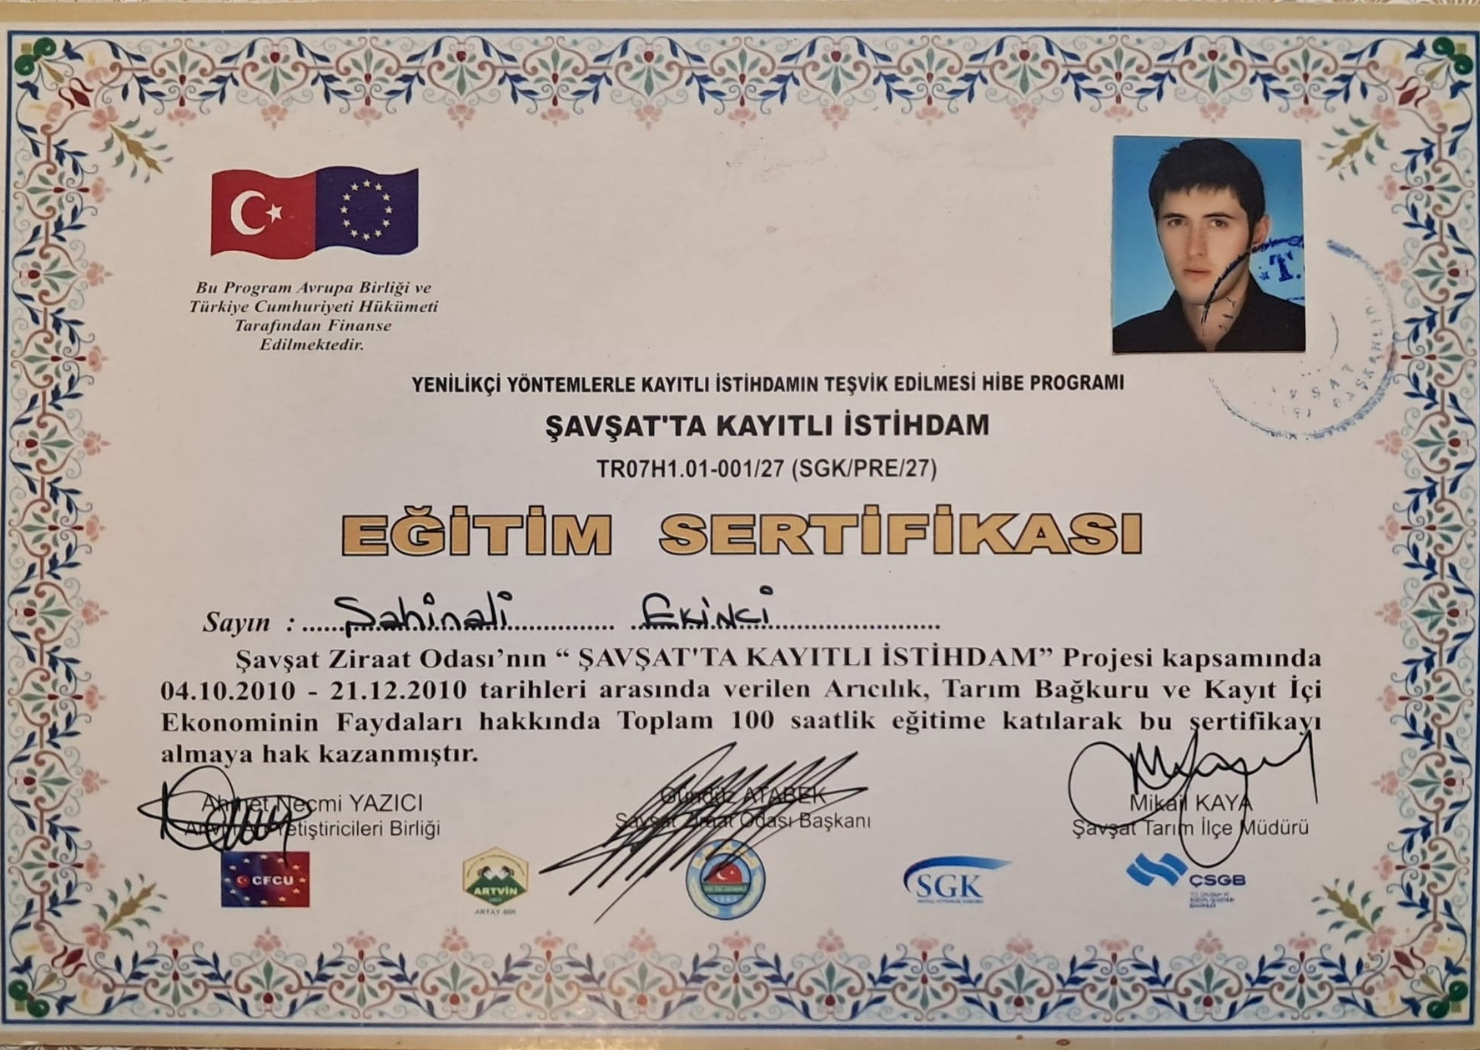 Bu Program Avrupa Birliği ve
Türkiye Cumhuriyeti Hükümeti
Tarafından Finanse
Edilmektedir.
T.
YENİLİKÇİ YÖNTEMLERLE KAYITLI İSTİHDAMIN TEŞVİK EDİLMESİ HİBE PROGRAMI
ŞAVŞAT'TA KAYITLI İSTİHDAM
TR07H1.01-001/27 (SGK/PRE/27)
EĞİTİM SERTİFİKASI
Sayın : Şahinali Ekinci
Şavşat Ziraat Odası’nın “ ŞAVŞAT'TA KAYITLI İSTİHDAM” Projesi kapsamında
04.10.2010 - 21.12.2010 tarihleri arasında verilen Arıcılık, Tarım Bağkuru ve Kayıt İçi
Ekonominin Faydaları hakkında Toplam 100 saatlik eğitime katılarak bu sertifikayı
almaya hak kazanmıştır.
Ahmet Necmi YAZICI Gündüz ATABEK Mikail KAYA
Artvin Arı Yetiştiricileri Birliği Şavşat Ziraat Odası Başkanı Şavşat Tarım İlçe Müdürü
CFCU ARTVİN SGK ÇSGB
ARTAY-BİR